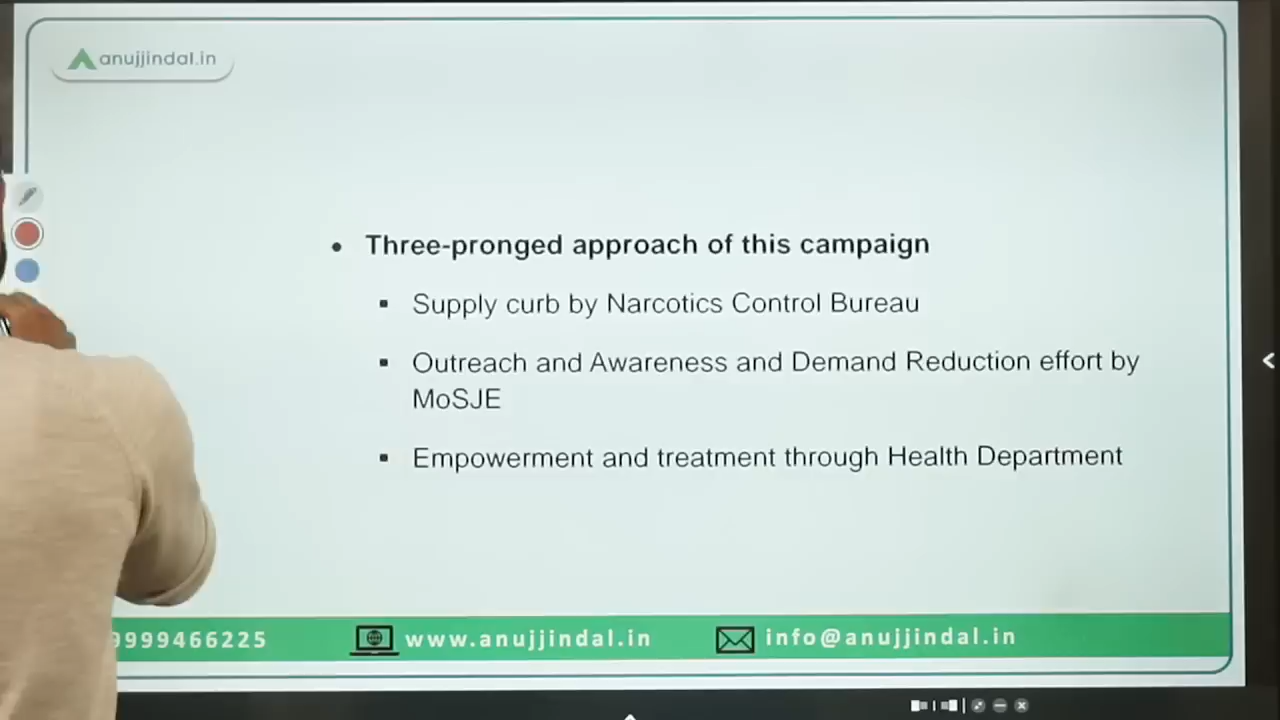 anujjindal.in
Three-pronged approach of this campaign
Supply curb by Narcotics Control Bureau
Outreach and Awareness and Demand Reduction effort by
MoSJE
Empowerment and treatment through Health Department
9999466225 www.anujjindal.in info@anujjindal.in